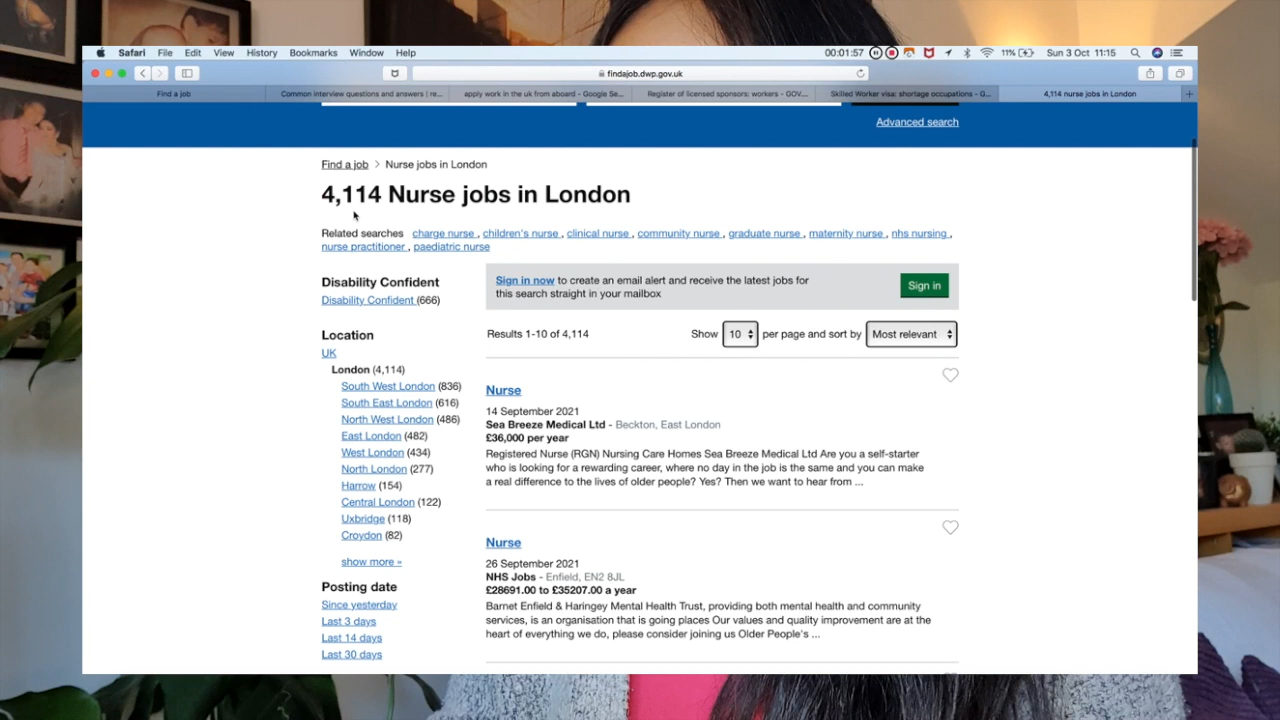 Safari File Edit View History Bookmarks Window Help 00:01:57 11% Sun 3 Oct 11:15
findajob.dwp.gov.uk
Find a job Common interview questions and answers | re... apply work in the uk from aboard - Google Se... Register of licensed sponsors: workers - GOV.... Skilled Worker visa: shortage occupations - G... 4,114 nurse jobs in London
Advanced search
Find a job > Nurse jobs in London
4,114 Nurse jobs in London
Related searches charge nurse , children's nurse , clinical nurse , community nurse , graduate nurse , maternity nurse , nhs nursing ,
nurse practitioner , paediatric nurse
Disability Confident
Disability Confident (666)
Location
UK
London (4,114)
South West London (836)
South East London (616)
North West London (486)
East London (482)
West London (434)
North London (277)
Harrow (154)
Central London (122)
Uxbridge (118)
Croydon (82)
show more »
Posting date
Since yesterday
Last 3 days
Last 14 days
Last 30 days
Sign in now to create an email alert and receive the latest jobs for
this search straight in your mailbox
Sign in
Results 1-10 of 4,114 Show 10 per page and sort by Most relevant
Nurse
14 September 2021
Sea Breeze Medical Ltd - Beckton, East London
£36,000 per year
Registered Nurse (RGN) Nursing Care Homes Sea Breeze Medical Ltd Are you a self-starter
who is looking for a rewarding career, where no day in the job is the same and you can make
a real difference to the lives of older people? Yes? Then we want to hear from ...
Nurse
26 September 2021
NHS Jobs - Enfield, EN2 8JL
£28691.00 to £35207.00 a year
Barnet Enfield & Haringey Mental Health Trust, providing both mental health and community
services, is an organisation that is going places Our values and quality improvement are at the
heart of everything we do, please consider joining us Older People's ...